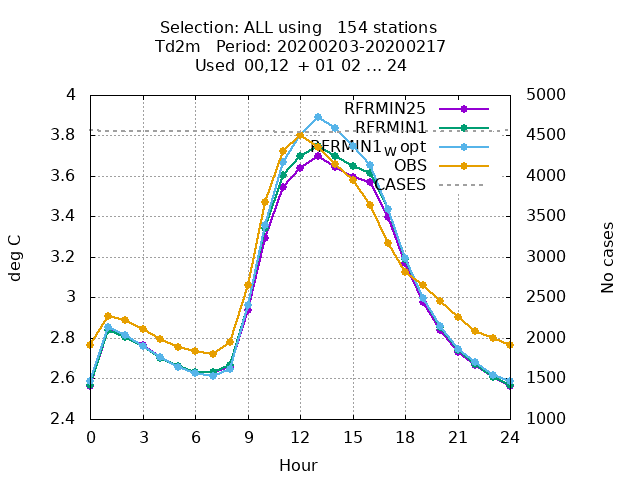 Selection: ALL using 154 stations
Td2m Period: 20200203-20200217
Used 00,12 + 01 02 ... 24
4 5000
3.8 4500
3.6 4000
3.4 3500
3.2 3000
3 2500
2.8 2000
2.6 1500
2.4 1000
RFRMIN25
RFRMIN1
RFRMIN1wopt
OBS
CASES
deg C
No cases
0 3 6 9 12 15 18 21 24
Hour